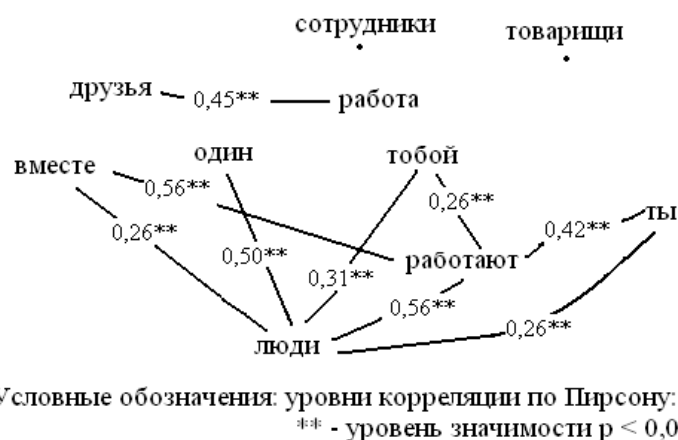 сотрудники
товарищи
друзья 0,45** работа
вместе один тобой
0,56** 0,26**
0,26** 0,50** 0,42** ты
0,31** работают
0,56**
люди 0,26**
Условные обозначения: уровни корреляции по Пирсону:
** - уровень значимости p < 0,0